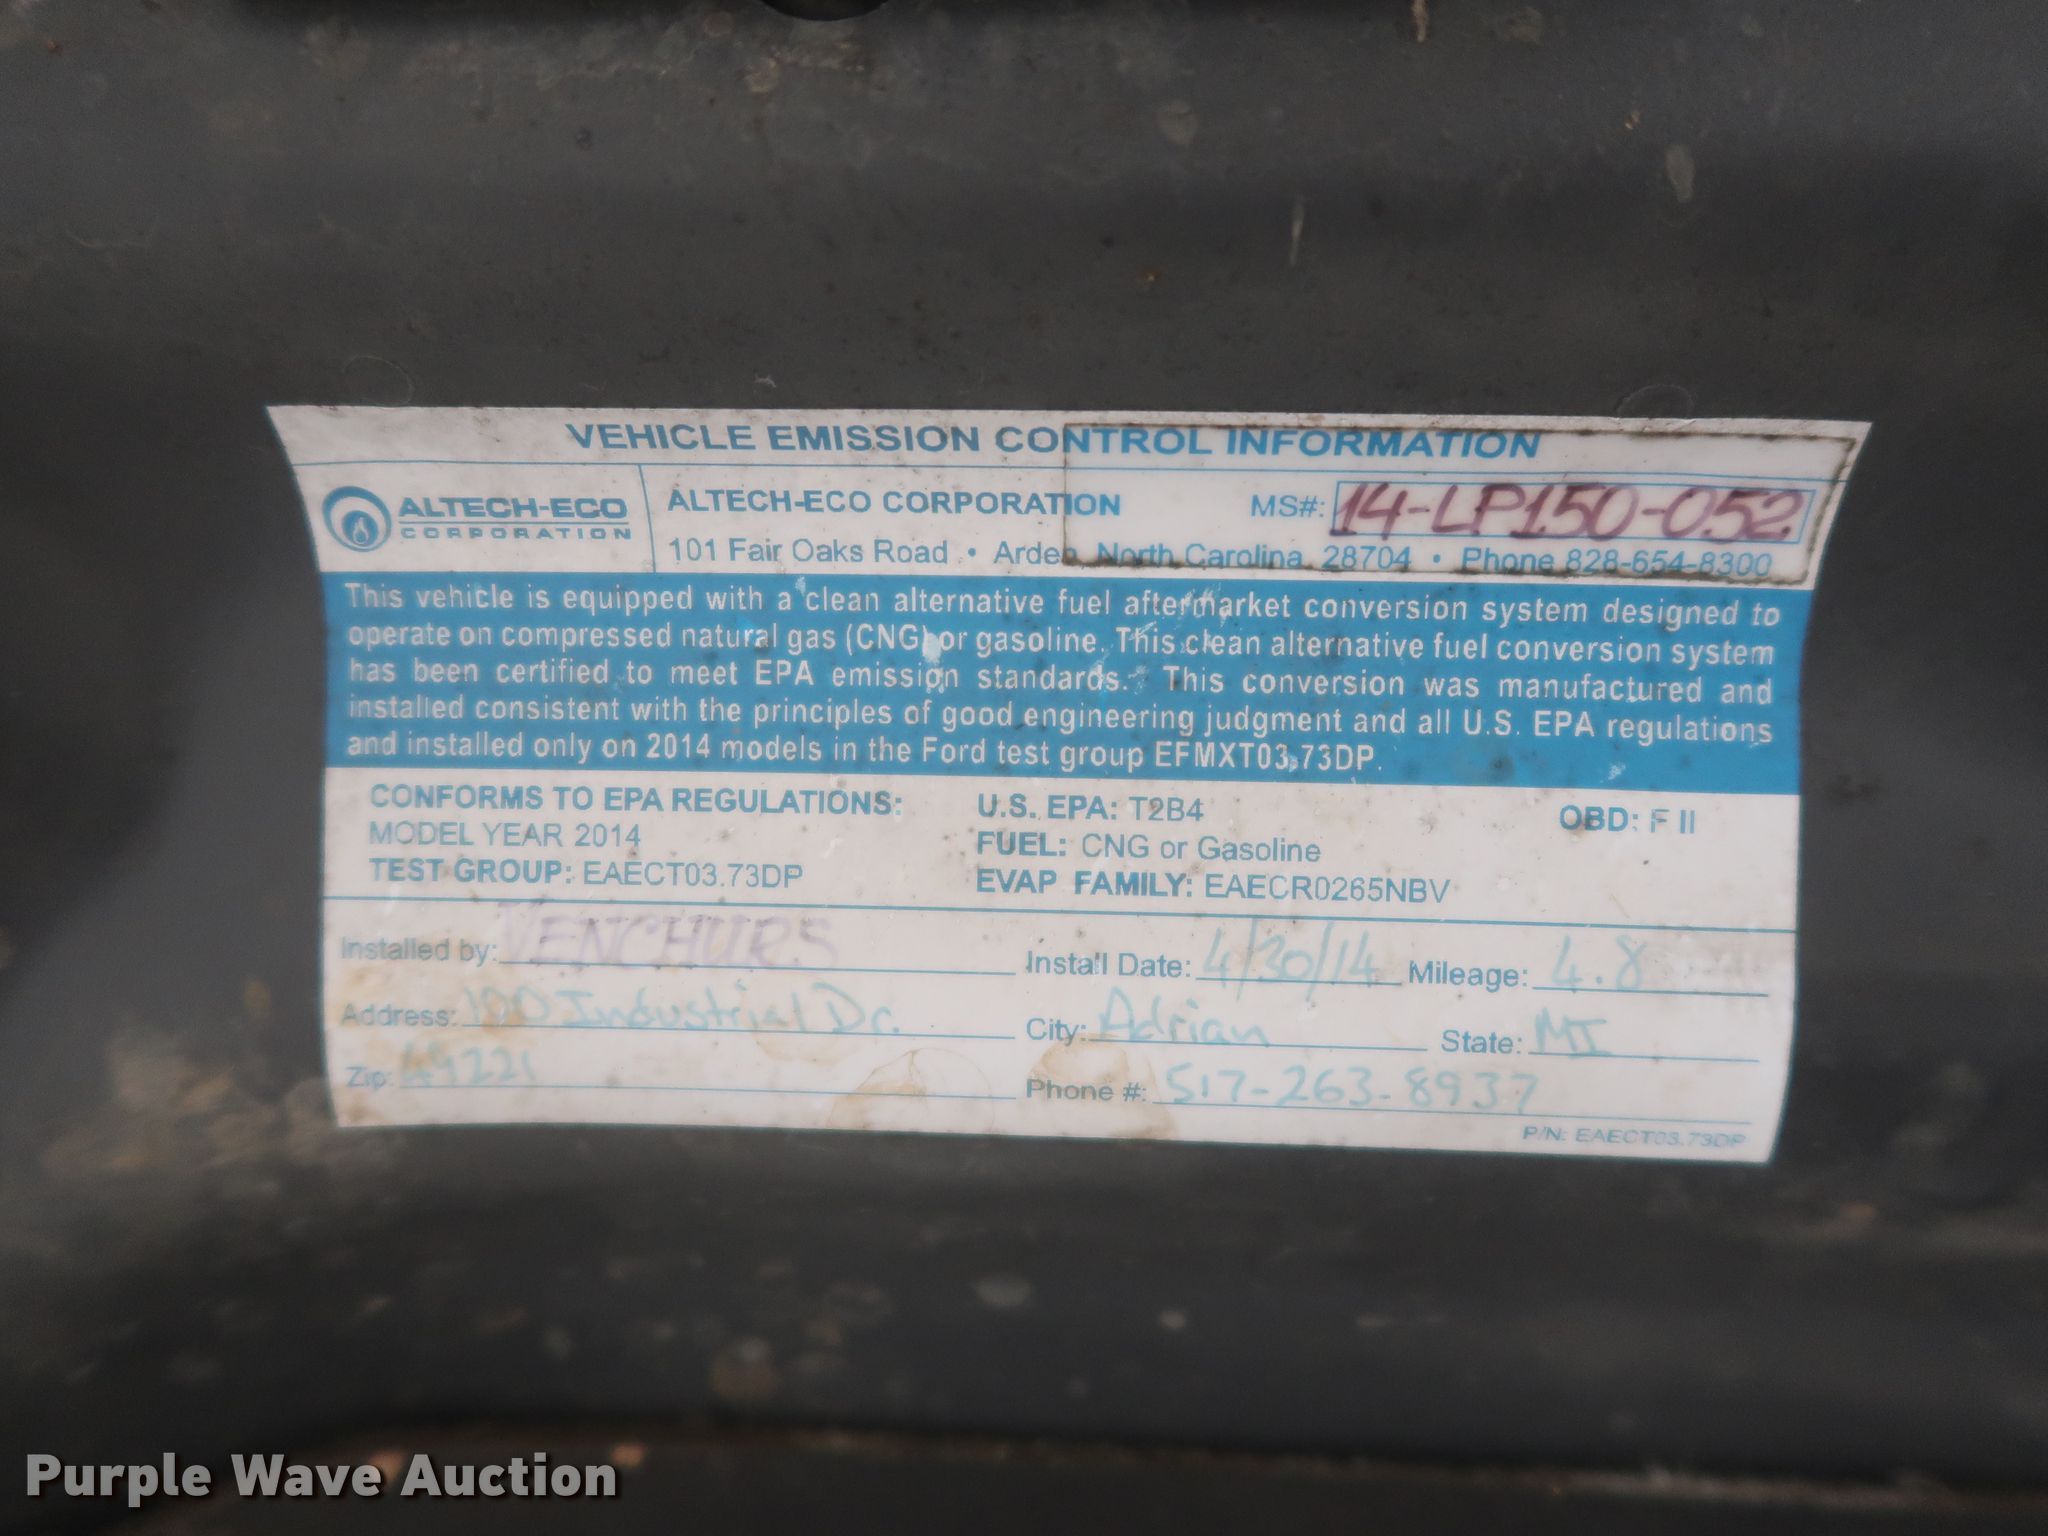 VEHICLE EMISSION CONTROL INFORMATION
ALTECH-ECO
CORPORATION
ALTECH-ECO CORPORATION
MS#: 14-LP150-052
101 Fair Oaks Road • Arden, North Carolina 28704 • Phone 828-654-8300
This vehicle is equipped with a clean alternative fuel aftermarket conversion system designed to
operate on compressed natural gas (CNG) or gasoline. This clean alternative fuel conversion system
has been certified to meet EPA emission standards. This conversion was manufactured and
installed consistent with the principles of good engineering judgment and all U.S. EPA regulations
and installed only on 2014 models in the Ford test group EFMXT03.73DP.
CONFORMS TO EPA REGULATIONS:
MODEL YEAR 2014
TEST GROUP: EAECT03.73DP
U.S. EPA: T2B4
FUEL: CNG or Gasoline
EVAP FAMILY: EAECR0265NBV
OBD: F II
Installed by: VENCHURS
Install Date: 4/30/14 Mileage: 4.8
Address: 100 Industrial Dr.
City: Adrian State: MI
Zip: 49221
Phone #: 517-263-8937
P/N: EAECT03.73DP
Purple Wave Auction